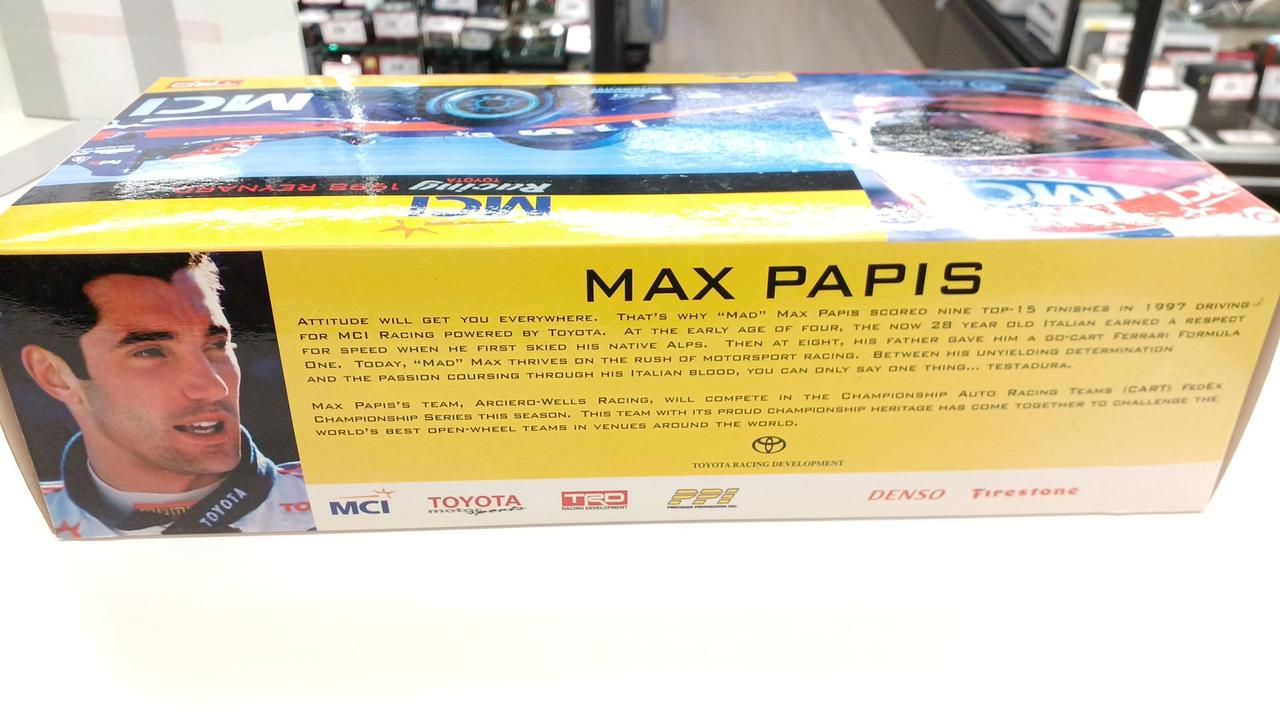 MCI
1998 REYNARD
Racing
TOYOTA
MCI
MCI
MAX PAPIS
ATTITUDE WILL GET YOU EVERYWHERE. THAT'S WHY “MAD” MAX PAPIS SCORED NINE TOP-15 FINISHES IN 1997 DRIVING
FOR MCI RACING POWERED BY TOYOTA. AT THE EARLY AGE OF FOUR, THE NOW 28 YEAR OLD ITALIAN EARNED A RESPECT
FOR SPEED WHEN HE FIRST SKIED HIS NATIVE ALPS. THEN AT EIGHT, HIS FATHER GAVE HIM A GO-CART FERRARI FORMULA
ONE. TODAY, “MAD” MAX THRIVES ON THE RUSH OF MOTORSPORT RACING. BETWEEN HIS UNYIELDING DETERMINATION
AND THE PASSION COURSING THROUGH HIS ITALIAN BLOOD, YOU CAN ONLY SAY ONE THING... TESTADURA.
MAX PAPIS'S TEAM, ARCIERO-WELLS RACING, WILL COMPETE IN THE CHAMPIONSHIP AUTO RACING TEAMS (CART) FEDEX
CHAMPIONSHIP SERIES THIS SEASON. THIS TEAM WITH ITS PROUD CHAMPIONSHIP HERITAGE HAS COME TOGETHER TO CHALLENGE THE
WORLD'S BEST OPEN-WHEEL TEAMS IN VENUES AROUND THE WORLD.
TOYOTA RACING DEVELOPMENT
TOYOTA
MCI
TOYOTA
motorsports
TRD
RACING DEVELOPMENT
PPI
PRECISION PREPARATION INC.
DENSO
Firestone